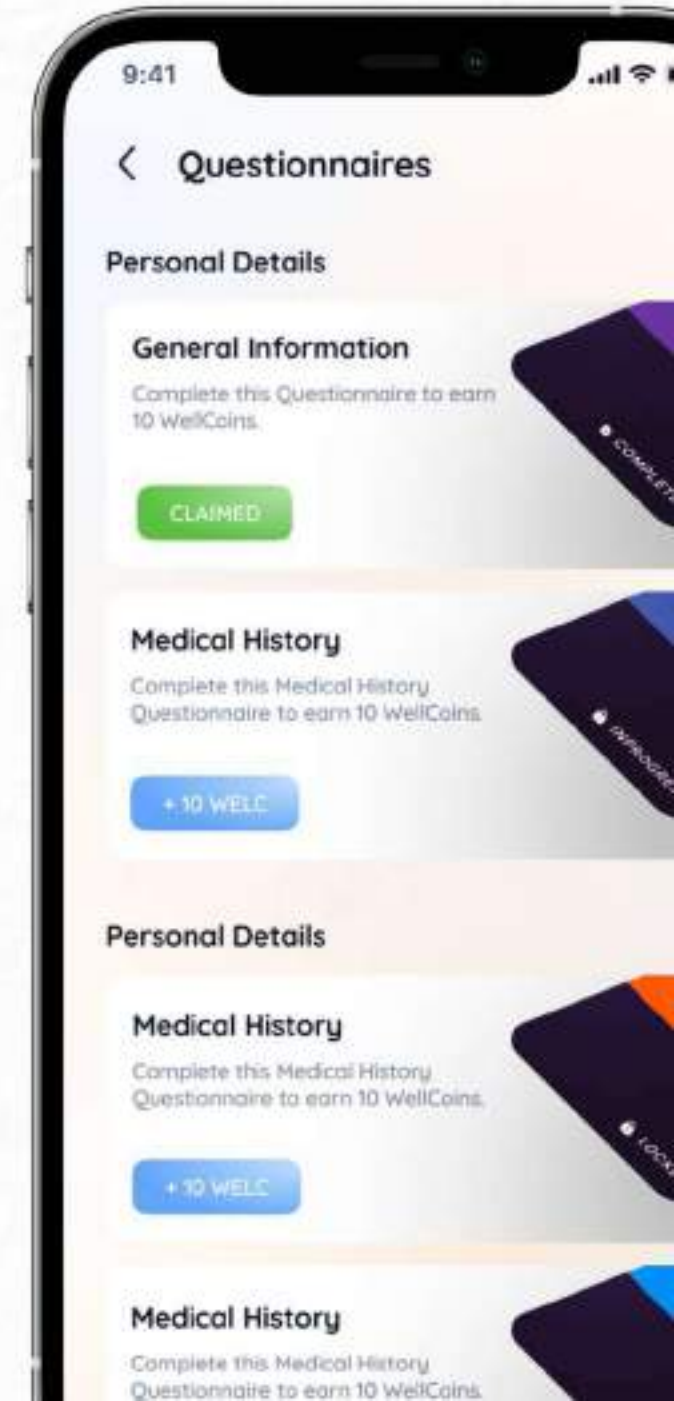 9:41
Questionnaires
Personal Details
General Information
Complete this Questionnaire to earn
10 WellCoins.
CLAIMED
Medical History
Complete this Medical History
Questionnaire to earn 10 WellCoins.
+ 10 WELC
Personal Details
Medical History
Complete this Medical History
Questionnaire to earn 10 WellCoins.
+ 10 WELC
Medical History
Complete this Medical History
Questionnaire to earn 10 WellCoins.